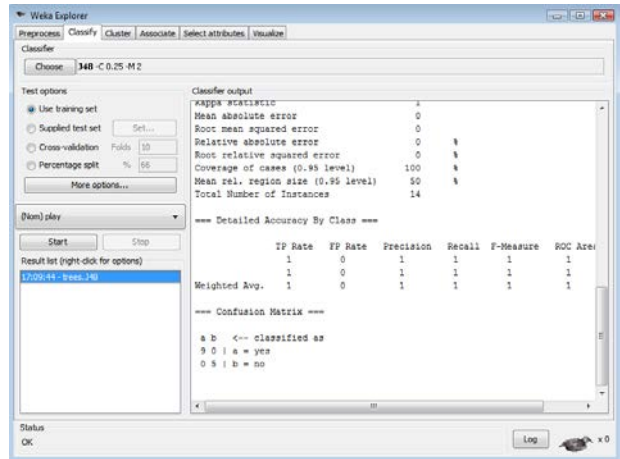 Weka Explorer
Preprocess Classify Cluster Associate Select attributes Visualize
Classifier
Choose J48 -C 0.25 -M 2
Test options
Use training set
Supplied test set Set...
Cross-validation Folds 10
Percentage split % 66
More options...
(Nom) play
Start Stop
Result list (right-click for options)
17:09:44 - trees.J48
Classifier output
Kappa statistic 1
Mean absolute error 0
Root mean squared error 0
Relative absolute error 0 %
Root relative squared error 0 %
Coverage of cases (0.95 level) 100 %
Mean rel. region size (0.95 level) 50 %
Total Number of Instances 14
=== Detailed Accuracy By Class ===
TP Rate FP Rate Precision Recall F-Measure ROC Area
1 0 1 1 1 1
1 0 1 1 1 1
Weighted Avg. 1 0 1 1 1 1
=== Confusion Matrix ===
a b <-- classified as
9 0 | a = yes
0 5 | b = no
Status
OK
Log
x 0